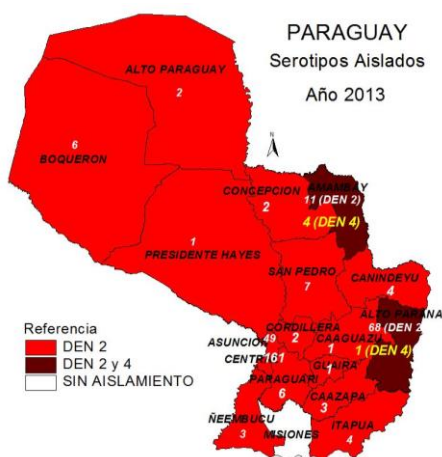 PARAGUAY
Serotipos Aislados
Año 2013
N
ALTO PARAGUAY
2
6
BOQUERON
AMAMBAY
11 (DEN 2)
CONCEPCION
2
4 (DEN 4)
1
PRESIDENTE HAYES
SAN PEDRO
7
CANINDEYU
4
ALTO PARANA
68 (DEN 2)
1 (DEN 4)
CORDILLERA
2
CAAGUAZU
1
ASUNCION
49
CENTRAL
161
GUAIRA
PARAGUARI
6
CAAZAPA
3
ÑEEMBUCU
3
MISIONES
ITAPUA
4
Referencia
DEN 2
DEN 2 y 4
SIN AISLAMIENTO